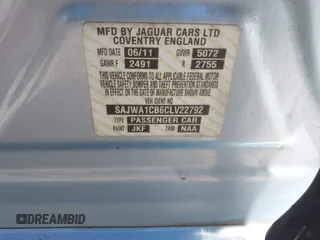 MFD BY JAGUAR CARS LTD
COVENTRY ENGLAND
MFD DATE 06/11 GVWR 5072
GAWR F 2491 R 2755
THIS VEHICLE CONFORMS TO ALL APPLICABLE FEDERAL MOTOR
VEHICLE SAFETY, BUMPER, AND THEFT PREVENTION STANDARDS
IN EFFECT ON THE DATE OF MANUFACTURE SHOWN ABOVE
VEH IDENT NO
SAJWA1CB6CLV22792
TYPE PASSENGER CAR
PAINT JKF TRIM NAA
DREAMBID